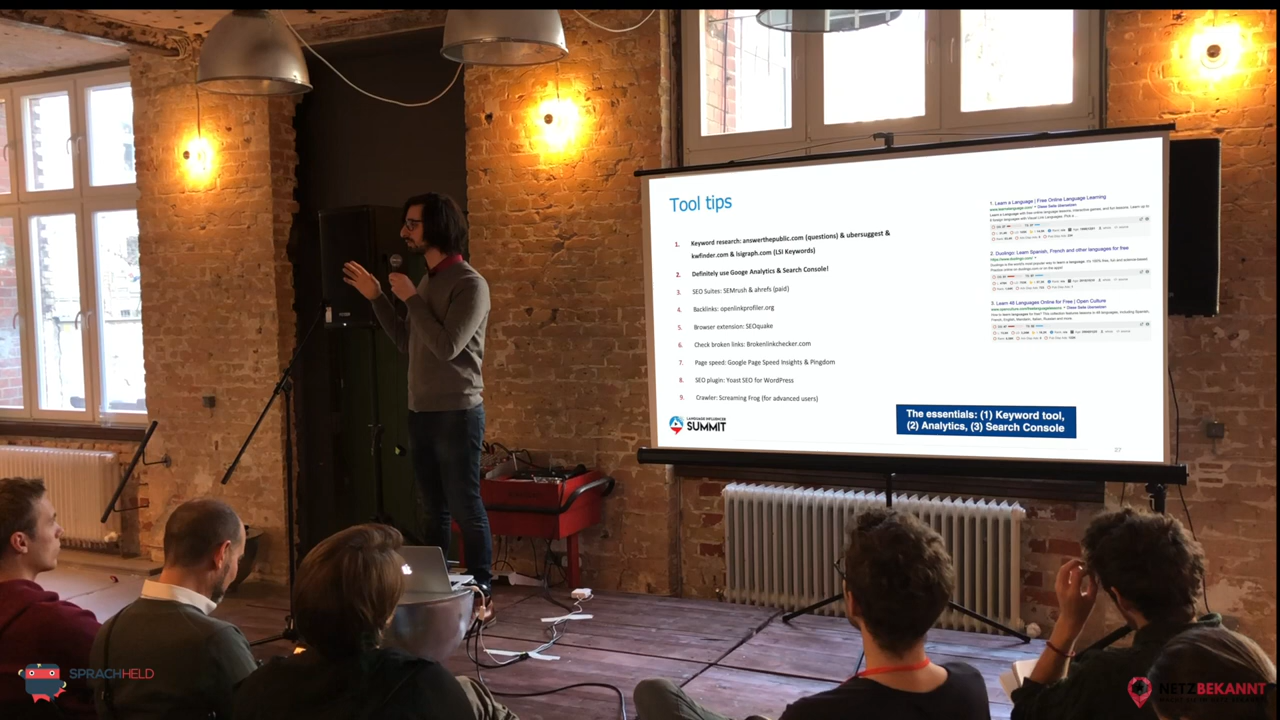 Tool tips
1. Keyword research: answerthepublic.com (questions) & ubersuggest &
kwfinder.com & lsigraph.com (LSI Keywords)
2. Definitely use Googe Analytics & Search Console!
3. SEO Suites: SEMrush & ahrefs (paid)
4. Backlinks: openlinkprofiler.org
5. Browser extension: SEOquake
6. Check broken links: Brokenlinkchecker.com
7. Page speed: Google Page Speed Insights & Pingdom
8. SEO plugin: Yoast SEO for WordPress
9. Crawler: Screaming Frog (for advanced users)
LANGUAGE INFLUENCER
SUMMIT
1. Learn a Language | Free Online Language Learning
2. Duolingo: Learn Spanish, French and other languages for free
3. Learn 48 Languages Online for Free | Open Culture
The essentials: (1) Keyword tool,
(2) Analytics, (3) Search Console
27
SPRACHHELD
NETZBEKANNT